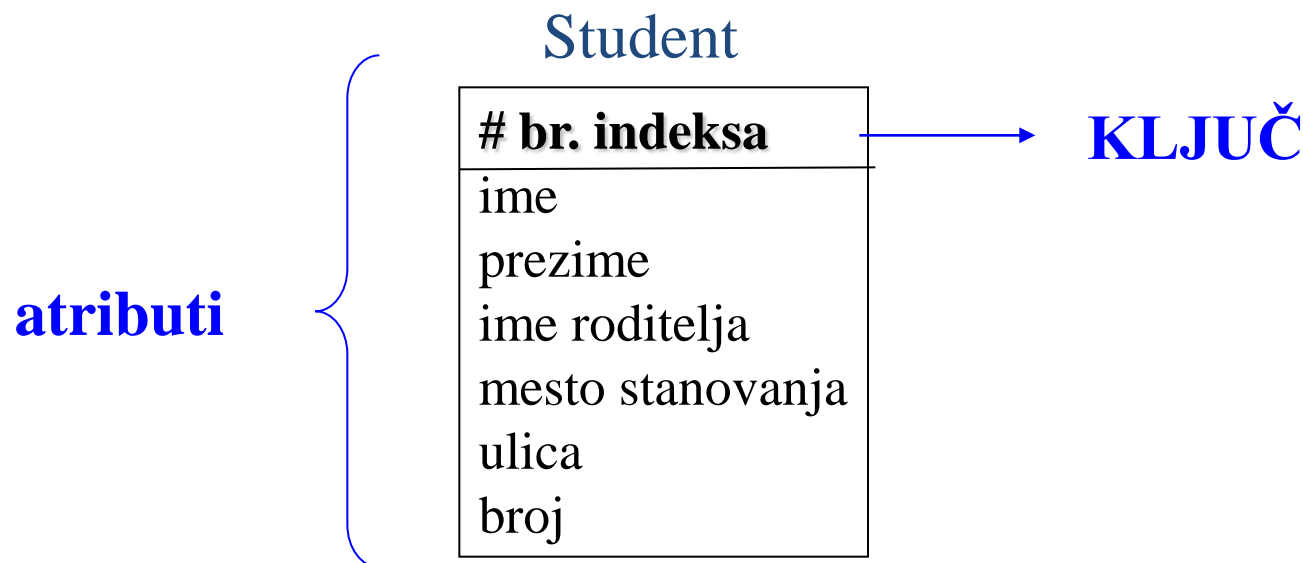 Student
# br. indeksa
KLJUČ
ime
prezime
ime roditelja
atributi
mesto stanovanja
ulica
broj